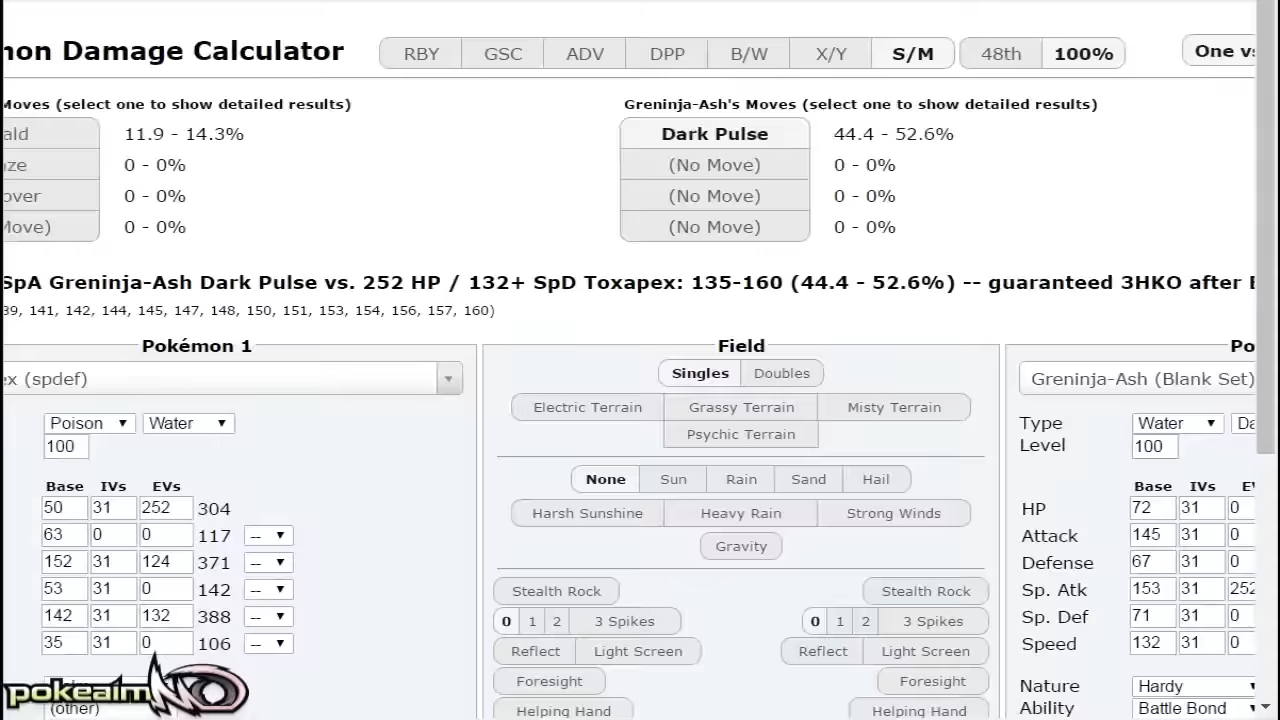 non Damage Calculator RBY GSC ADV DPP B/W X/Y S/M 48th 100% One vs
Moves (select one to show detailed results) Greninja-Ash's Moves (select one to show detailed results)
ald 11.9 - 14.3% Dark Pulse 44.4 - 52.6%
aze 0 - 0% (No Move) 0 - 0%
over 0 - 0% (No Move) 0 - 0%
Move) 0 - 0% (No Move) 0 - 0%
SpA Greninja-Ash Dark Pulse vs. 252 HP / 132+ SpD Toxapex: 135-160 (44.4 - 52.6%) -- guaranteed 3HKO after
39, 141, 142, 144, 145, 147, 148, 150, 151, 153, 154, 156, 157, 160)
Pokémon 1 Field Po
ex (spdef) Singles Doubles Greninja-Ash (Blank Set)
Electric Terrain Grassy Terrain Misty Terrain
Poison Water Type Water Da
Psychic Terrain
100 Level 100
None Sun Rain Sand Hail
Base IVs EVs Base IVs EV
50 31 252 304 HP 72 31 0
Harsh Sunshine Heavy Rain Strong Winds
63 0 0 117 -- Attack 145 31 0
Gravity
152 31 124 371 -- Defense 67 31 0
53 31 0 142 -- Stealth Rock Stealth Rock Sp. Atk 153 31 252
142 31 132 388 -- 0 1 2 3 Spikes 0 1 2 3 Spikes Sp. Def 71 31 0
35 31 0 106 -- Reflect Light Screen Reflect Light Screen Speed 132 31 0
Foresight Foresight Nature Hardy
pokeaimMD
(other) Helping Hand Helping Hand Ability Battle Bond